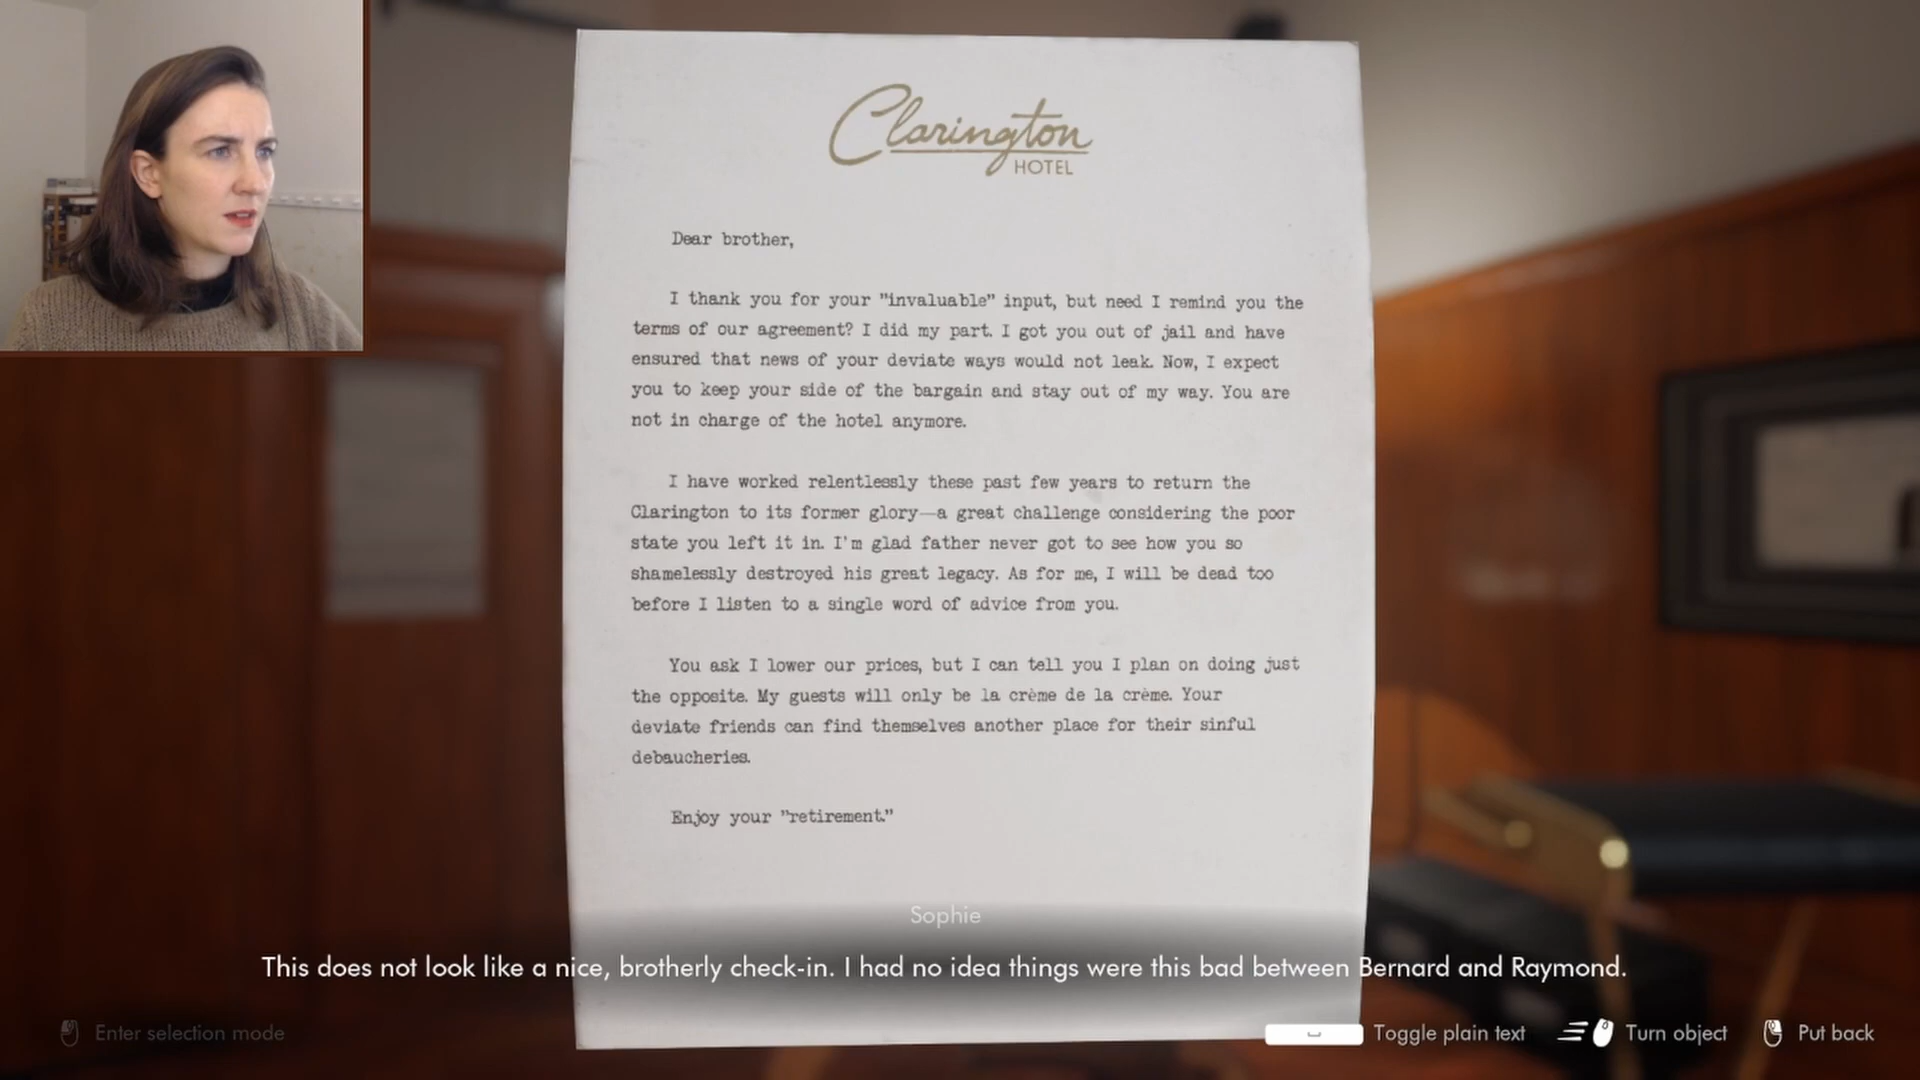 Clarington
HOTEL
Dear brother,
I thank you for your "invaluable" input, but need I remind you the
terms of our agreement? I did my part. I got you out of jail and have
ensured that news of your deviate ways would not leak. Now, I expect
you to keep your side of the bargain and stay out of my way. You are
not in charge of the hotel anymore.
I have worked relentlessly these past few years to return the
Clarington to its former glory—a great challenge considering the poor
state you left it in. I'm glad father never got to see how you so
shamelessly destroyed his great legacy. As for me, I will be dead too
before I listen to a single word of advice from you.
You ask I lower our prices, but I can tell you I plan on doing just
the opposite. My guests will only be la crème de la crème. Your
deviate friends can find themselves another place for their sinful
debaucheries.
Enjoy your "retirement."
Sophie
This does not look like a nice, brotherly check-in. I had no idea things were this bad between Bernard and Raymond.
Enter selection mode
Toggle plain text
Turn object
Put back